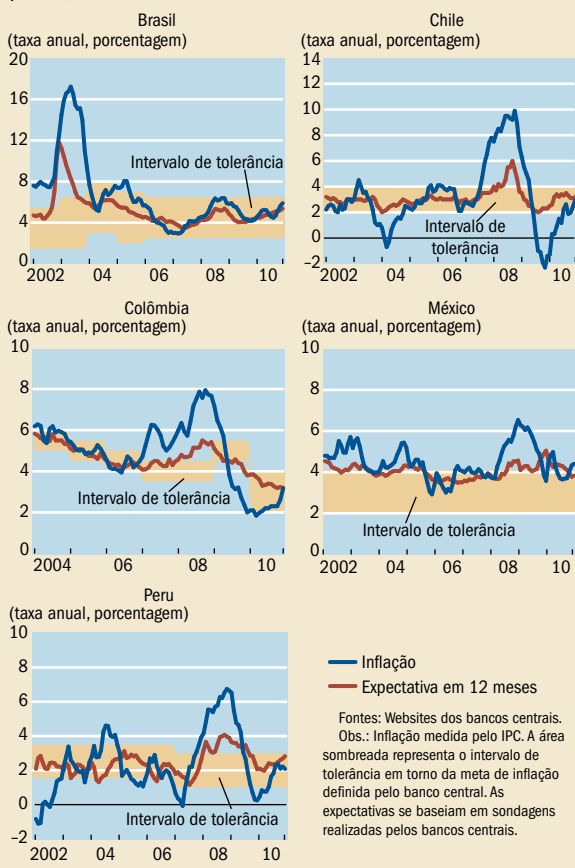 Brasil
(taxa anual, porcentagem)
20
16
12
8
4
0
Intervalo de tolerância
2002 04 06 08 10
Chile
(taxa anual, porcentagem)
14
12
10
8
6
4
2
0
–2
Intervalo de
tolerância
2002 04 06 08 10
Colômbia
(taxa anual, porcentagem)
10
8
6
4
2
0
Intervalo de tolerância
2004 06 08 10
México
(taxa anual, porcentagem)
10
8
6
4
2
0
Intervalo de tolerância
2002 04 06 08 10
Peru
(taxa anual, porcentagem)
10
8
6
4
2
0
–2
Intervalo de tolerância
2002 04 06 08 10
Inflação
Expectativa em 12 meses
Fontes: Websites dos bancos centrais.
Obs.: Inflação medida pelo IPC. A área
sombreada representa o intervalo de
tolerância em torno da meta de inflação
definida pelo banco central. As
expectativas se baseiam em sondagens
realizadas pelos bancos centrais.